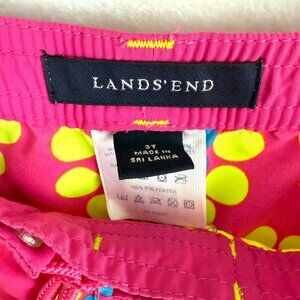 LANDS' END
3T
MADE IN
SRI LANKA
100% POLYESTER